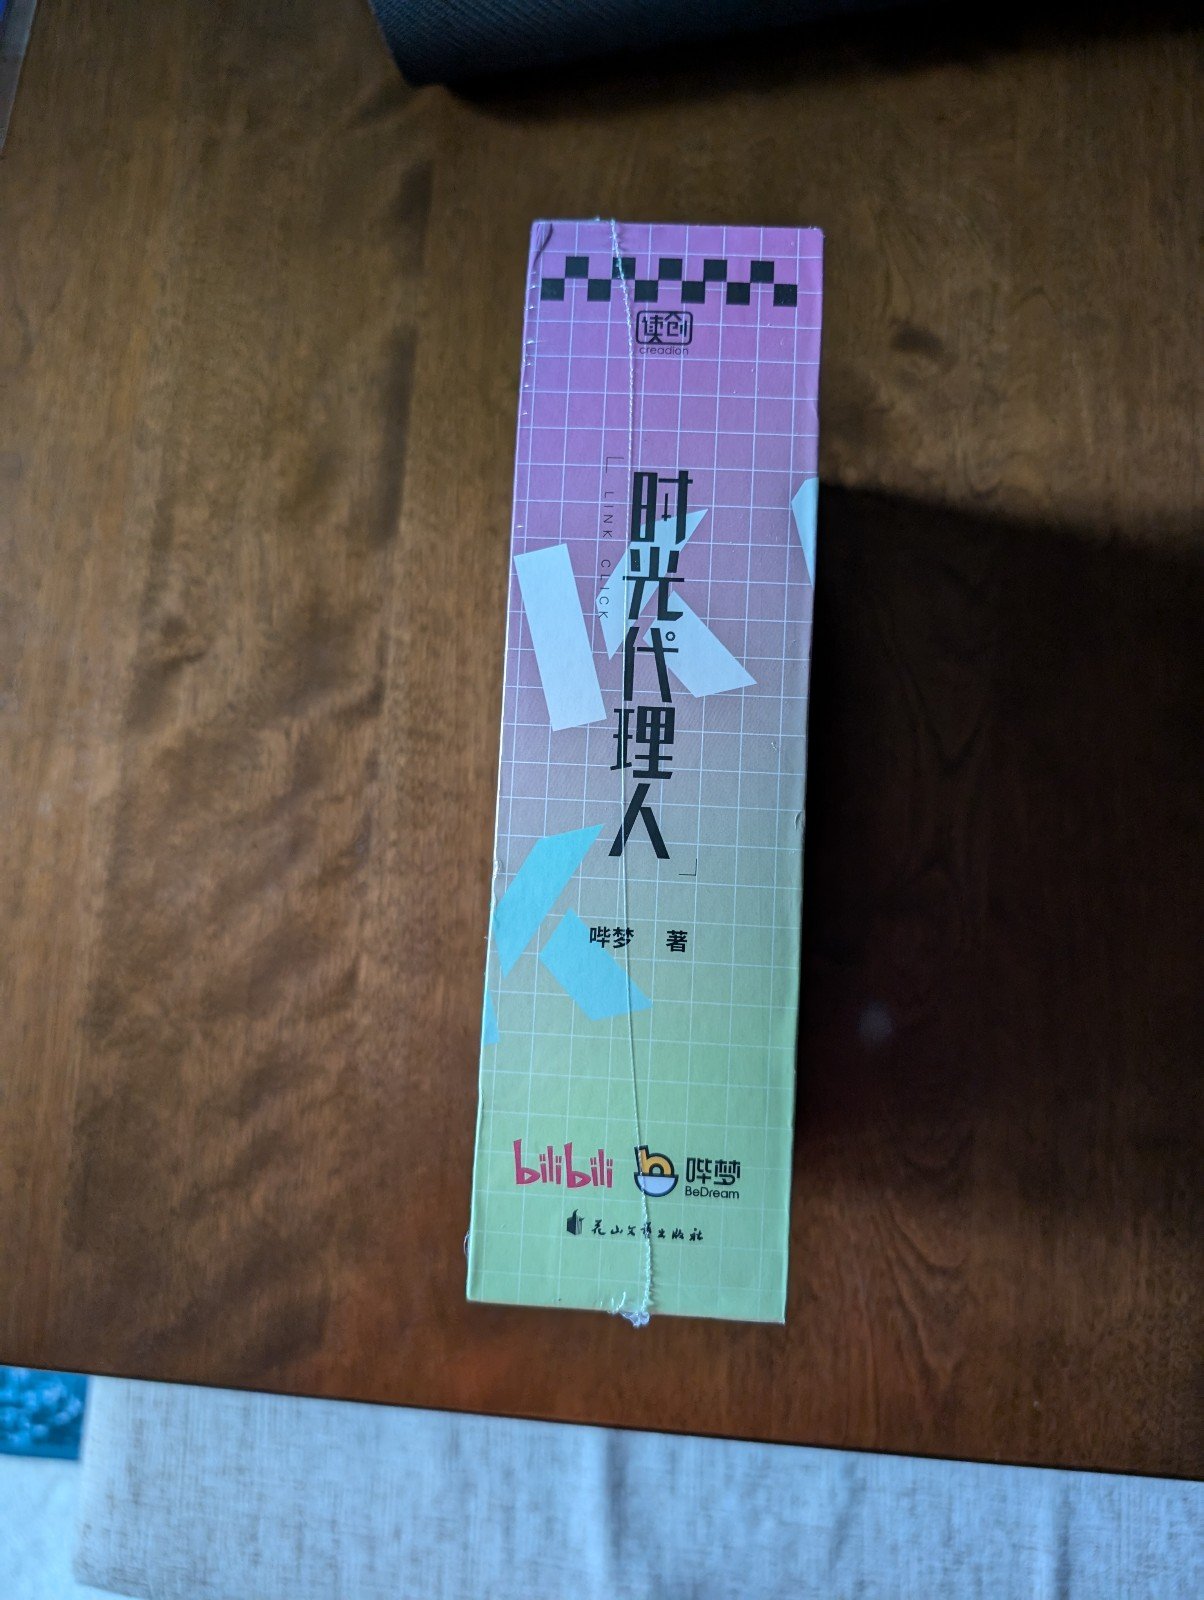 读创
creadion
「时光代理人」
LINK CLICK
哔梦 著
bilibili
哔梦
BeDream
花山文艺出版社